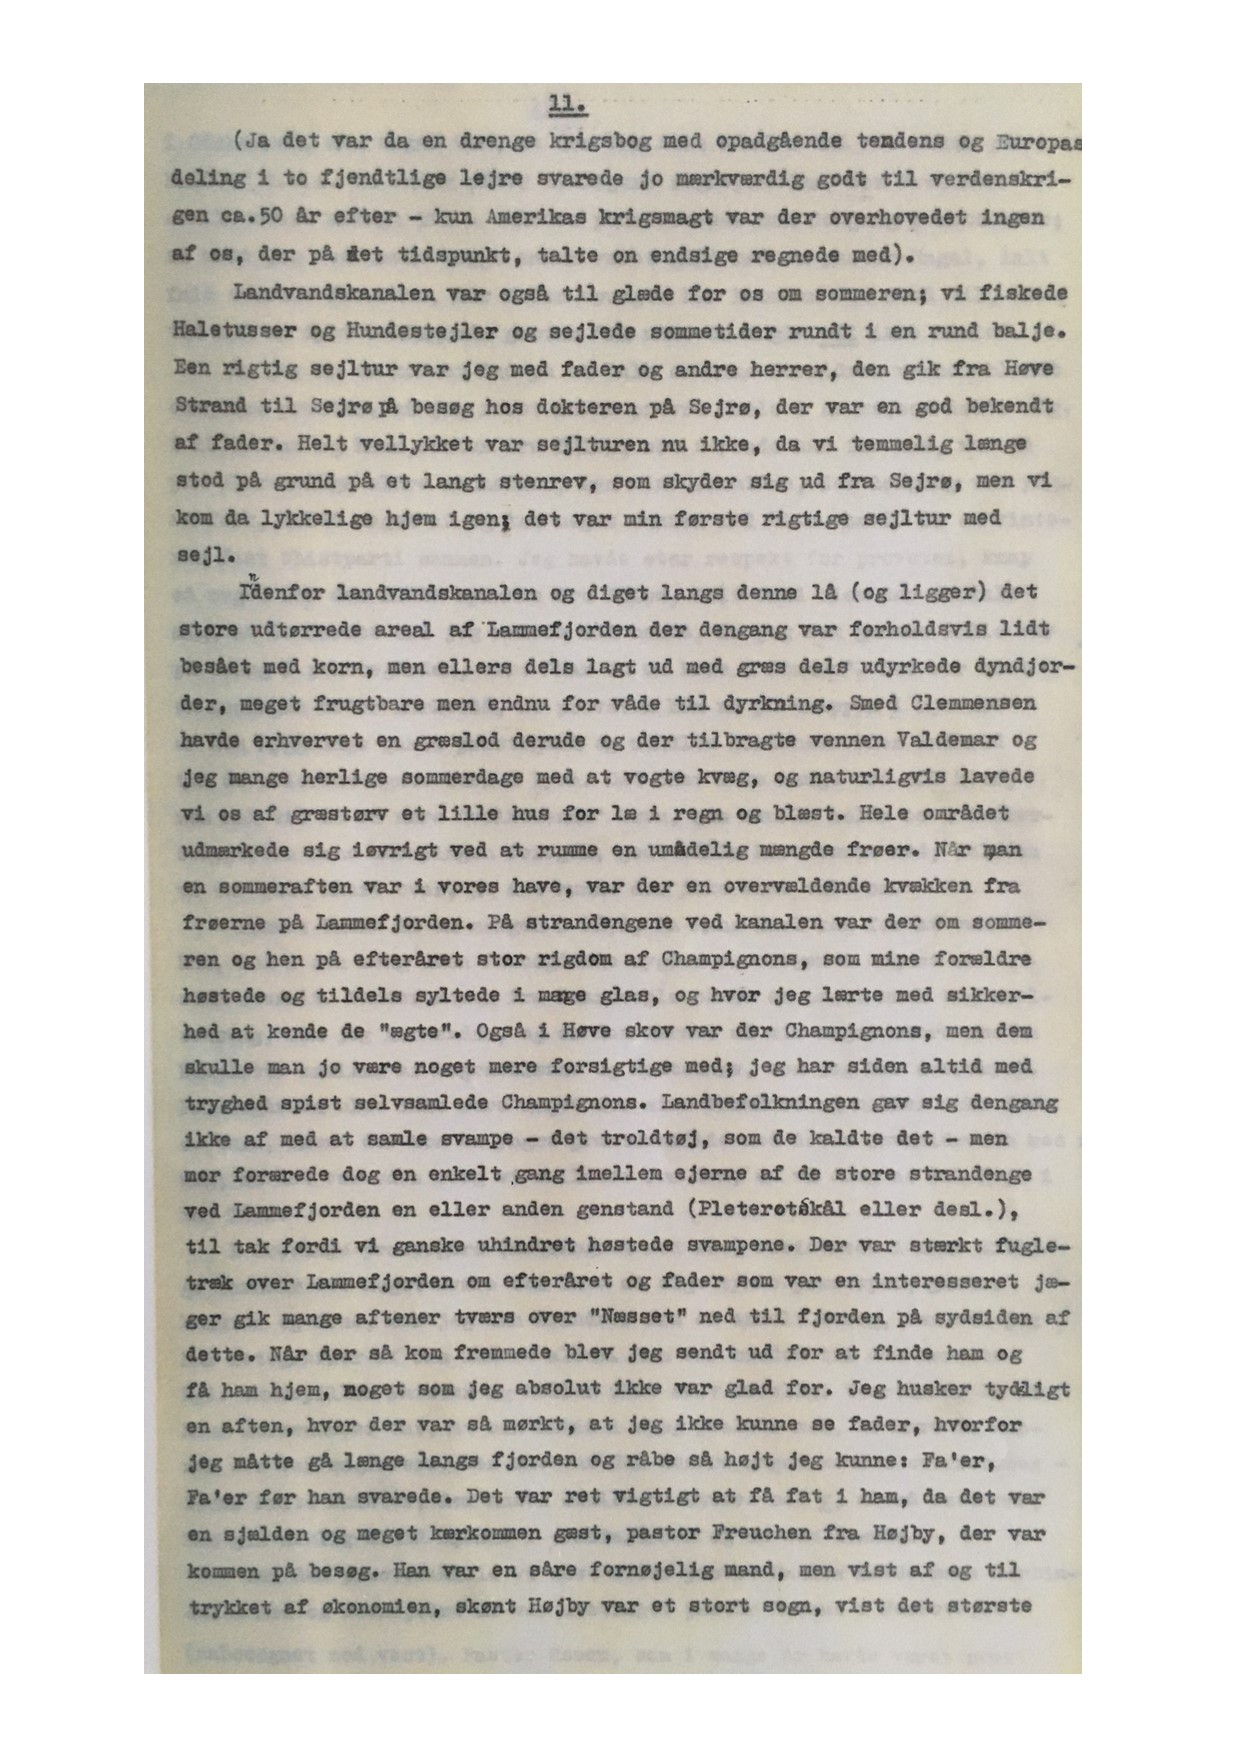 11.
(Ja det var da en drenge krigsbog med opadgående tendens og Europas
deling i to fjendtlige lejre svarede jo mærkværdig godt til verdenskri-
gen ca.50 år efter - kun Amerikas krigsmagt var der overhovedet ingen
af os, der på det tidspunkt, talte on endsige regnede med).
Landvandskanalen var også til glæde for os om sommeren; vi fiskede
Haletusser og Hundestejler og sejlede sommetider rundt i en rund balje.
Een rigtig sejltur var jeg med fader og andre herrer, den gik fra Høve
Strand til Sejrø på besøg hos dokteren på Sejrø, der var en god bekendt
af fader. Helt vellykket var sejlturen nu ikke, da vi temmelig længe
stod på grund på et langt stenrev, som skyder sig ud fra Sejrø, men vi
kom da lykkelige hjem igen; det var min første rigtige sejltur med
sejl.
Indenfor landvandskanalen og diget langs denne lå (og ligger) det
store udtørrede areal af Lammefjorden der dengang var forholdsvis lidt
besået med korn, men ellers dels lagt ud med græs dels udyrkede dyndjor-
der, meget frugtbare men endnu for våde til dyrkning. Smed Clemmensen
havde erhvervet en græslod derude og der tilbragte vennen Valdemar og
jeg mange herlige sommerdage med at vogte kvæg, og naturligvis lavede
vi os af græstørv et lille hus for læ i regn og blæst. Hele området
udmærkede sig iøvrigt ved at rumme en umådelig mængde frøer. Når man
en sommeraften var i vores have, var der en overvældende kvækken fra
frøerne på Lammefjorden. På strandengene ved kanalen var der om somme-
ren og hen på efteråret stor rigdom af Champignons, som mine forældre
høstede og tildels syltede i mage glas, og hvor jeg lærte med sikker-
hed at kende de "ægte". Også i Høve skov var der Champignons, men dem
skulle man jo være noget mere forsigtige med; jeg har siden altid med
tryghed spist selvsamlede Champignons. Landbefolkningen gav sig dengang
ikke af med at samle svampe - det troldtøj, som de kaldte det - men
mor forærede dog en enkelt gang imellem ejerne af de store strandenge
ved Lammefjorden en eller anden genstand (Pleterotskål eller desl.),
til tak fordi vi ganske uhindret høstede svampene. Der var stærkt fugle-
træk over Lammefjorden om efteråret og fader som var en interesseret jæ-
ger gik mange aftener tværs over "Næsset" ned til fjorden på sydsiden af
dette. Når der så kom fremmede blev jeg sendt ud for at finde ham og
få ham hjem, noget som jeg absolut ikke var glad for. Jeg husker tydeligt
en aften, hvor der var så mørkt, at jeg ikke kunne se fader, hvorfor
jeg måtte gå længe langs fjorden og råbe så højt jeg kunne: Fa'er,
Fa'er før han svarede. Det var ret vigtigt at få fat i ham, da det var
en sjælden og meget kærkommen gæst, pastor Freuchen fra Højby, der var
kommen på besøg. Han var en såre fornøjelig mand, men vist af og til
trykket af økonomien, skønt Højby var et stort sogn, vist det største